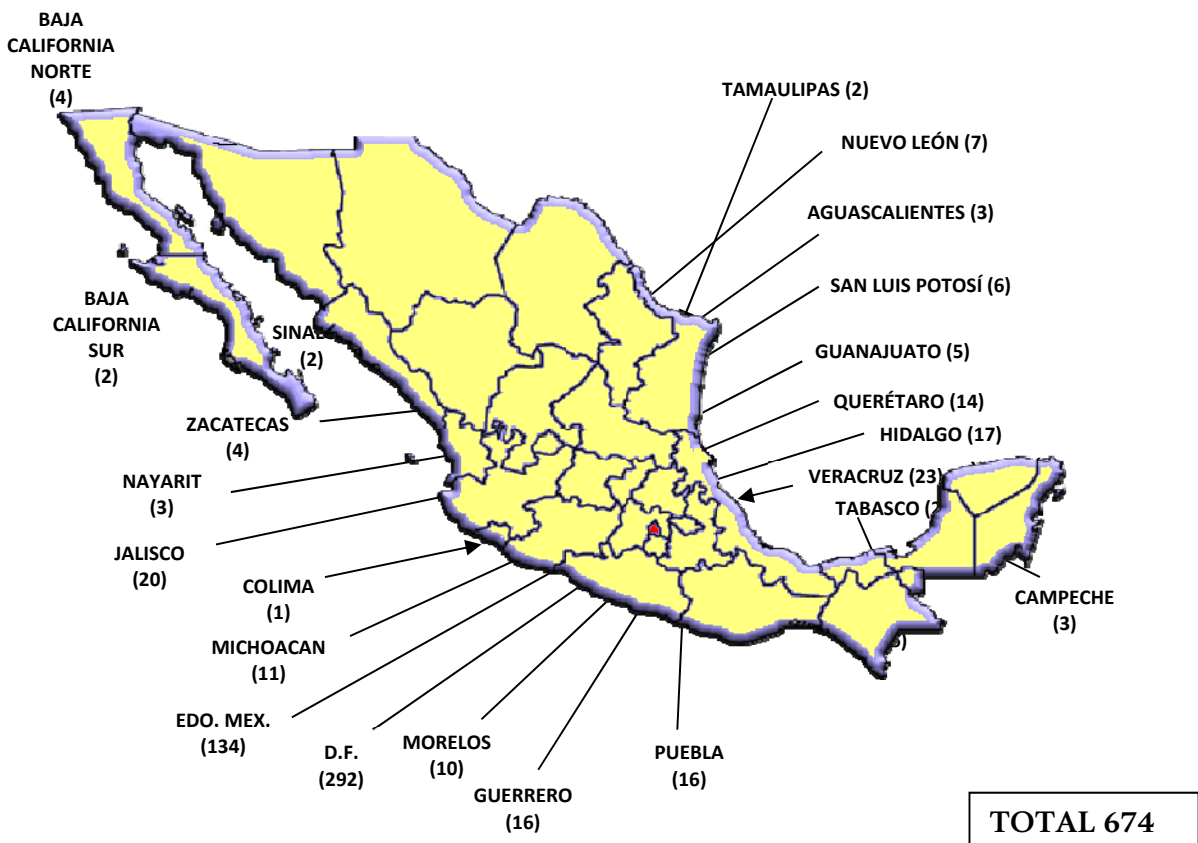 BAJA
CALIFORNIA
NORTE
(4)
TAMAULIPAS (2)
NUEVO LEÓN (7)
AGUASCALIENTES (3)
SAN LUIS POTOSÍ (6)
BAJA
CALIFORNIA
SUR
(2)
(2)
GUANAJUATO (5)
ZACATECAS
(4)
QUERÉTARO (14)
HIDALGO (17)
NAYARIT
(3)
VERACRUZ (23)
TABASCO
JALISCO
(20)
COLIMA
(1)
CAMPECHE
(3)
MICHOACAN
(11)
EDO. MEX.
(134)
D.F.
(292)
MORELOS
(10)
PUEBLA
(16)
GUERRERO
(16)
TOTAL 674